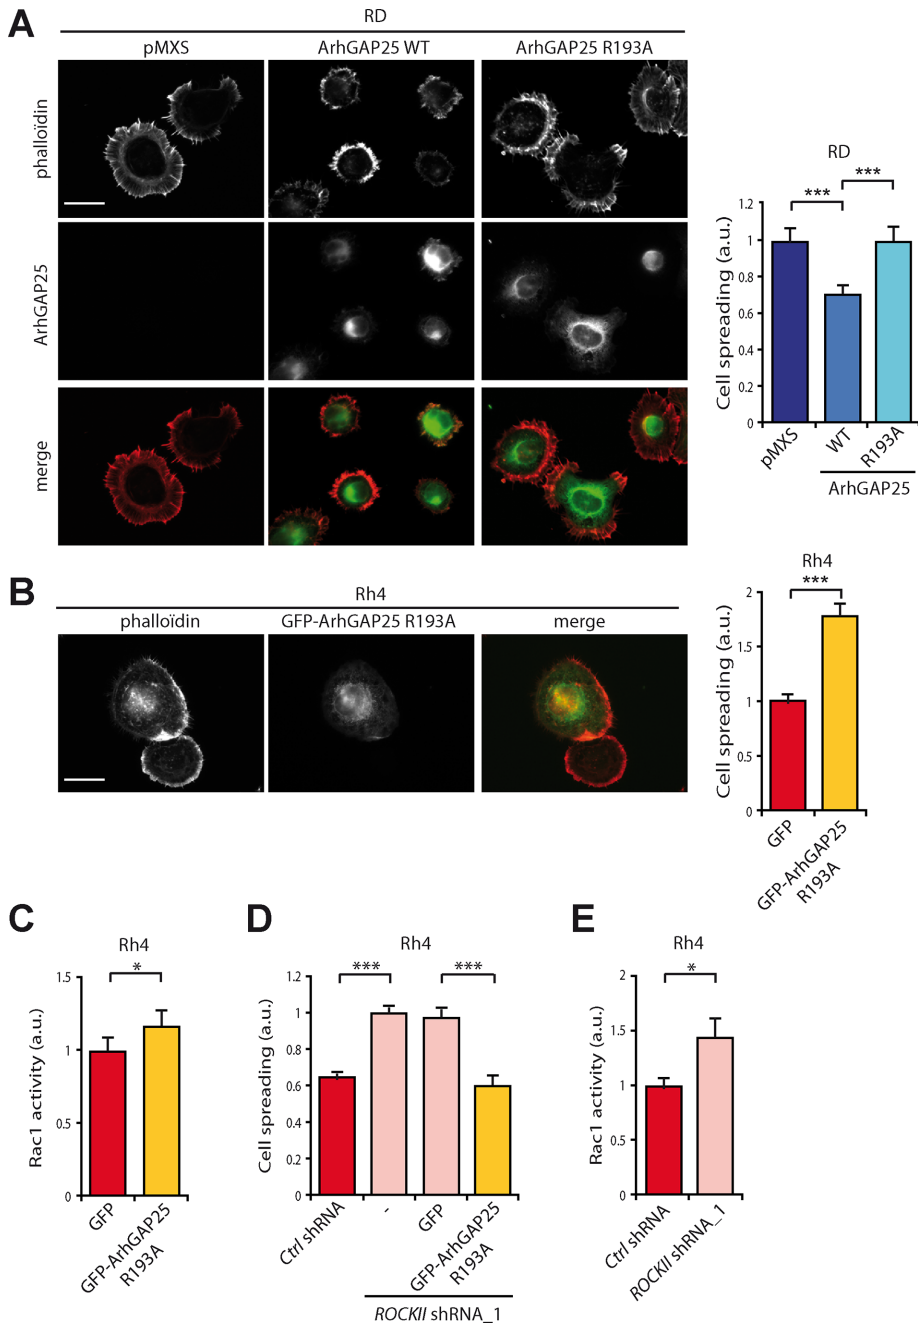 A
RD
pMXS
ArhGAP25 WT
ArhGAP25 R193A
phalloïdin
ArhGAP25
merge
RD
***
***
Cell spreading (a.u.)
1.2
1
0.8
0.6
0.4
0.2
0
pMXS
WT
R193A
ArhGAP25
B
Rh4
phalloïdin
GFP-ArhGAP25 R193A
merge
Rh4
***
Cell spreading (a.u.)
2
1.5
1
0.5
0
GFP
GFP-ArhGAP25
R193A
C
Rh4
*
Rac1 activity (a.u.)
1.5
1
0.5
0
GFP
GFP-ArhGAP25
R193A
D
Rh4
***
***
Cell spreading (a.u.)
1.2
1
0.8
0.6
0.4
0.2
0
Ctrl shRNA
-
GFP
GFP-ArhGAP25
R193A
ROCKII shRNA_1
E
Rh4
*
Rac1 activity (a.u.)
2
1.5
1
0.5
0
Ctrl shRNA
ROCKII shRNA_1